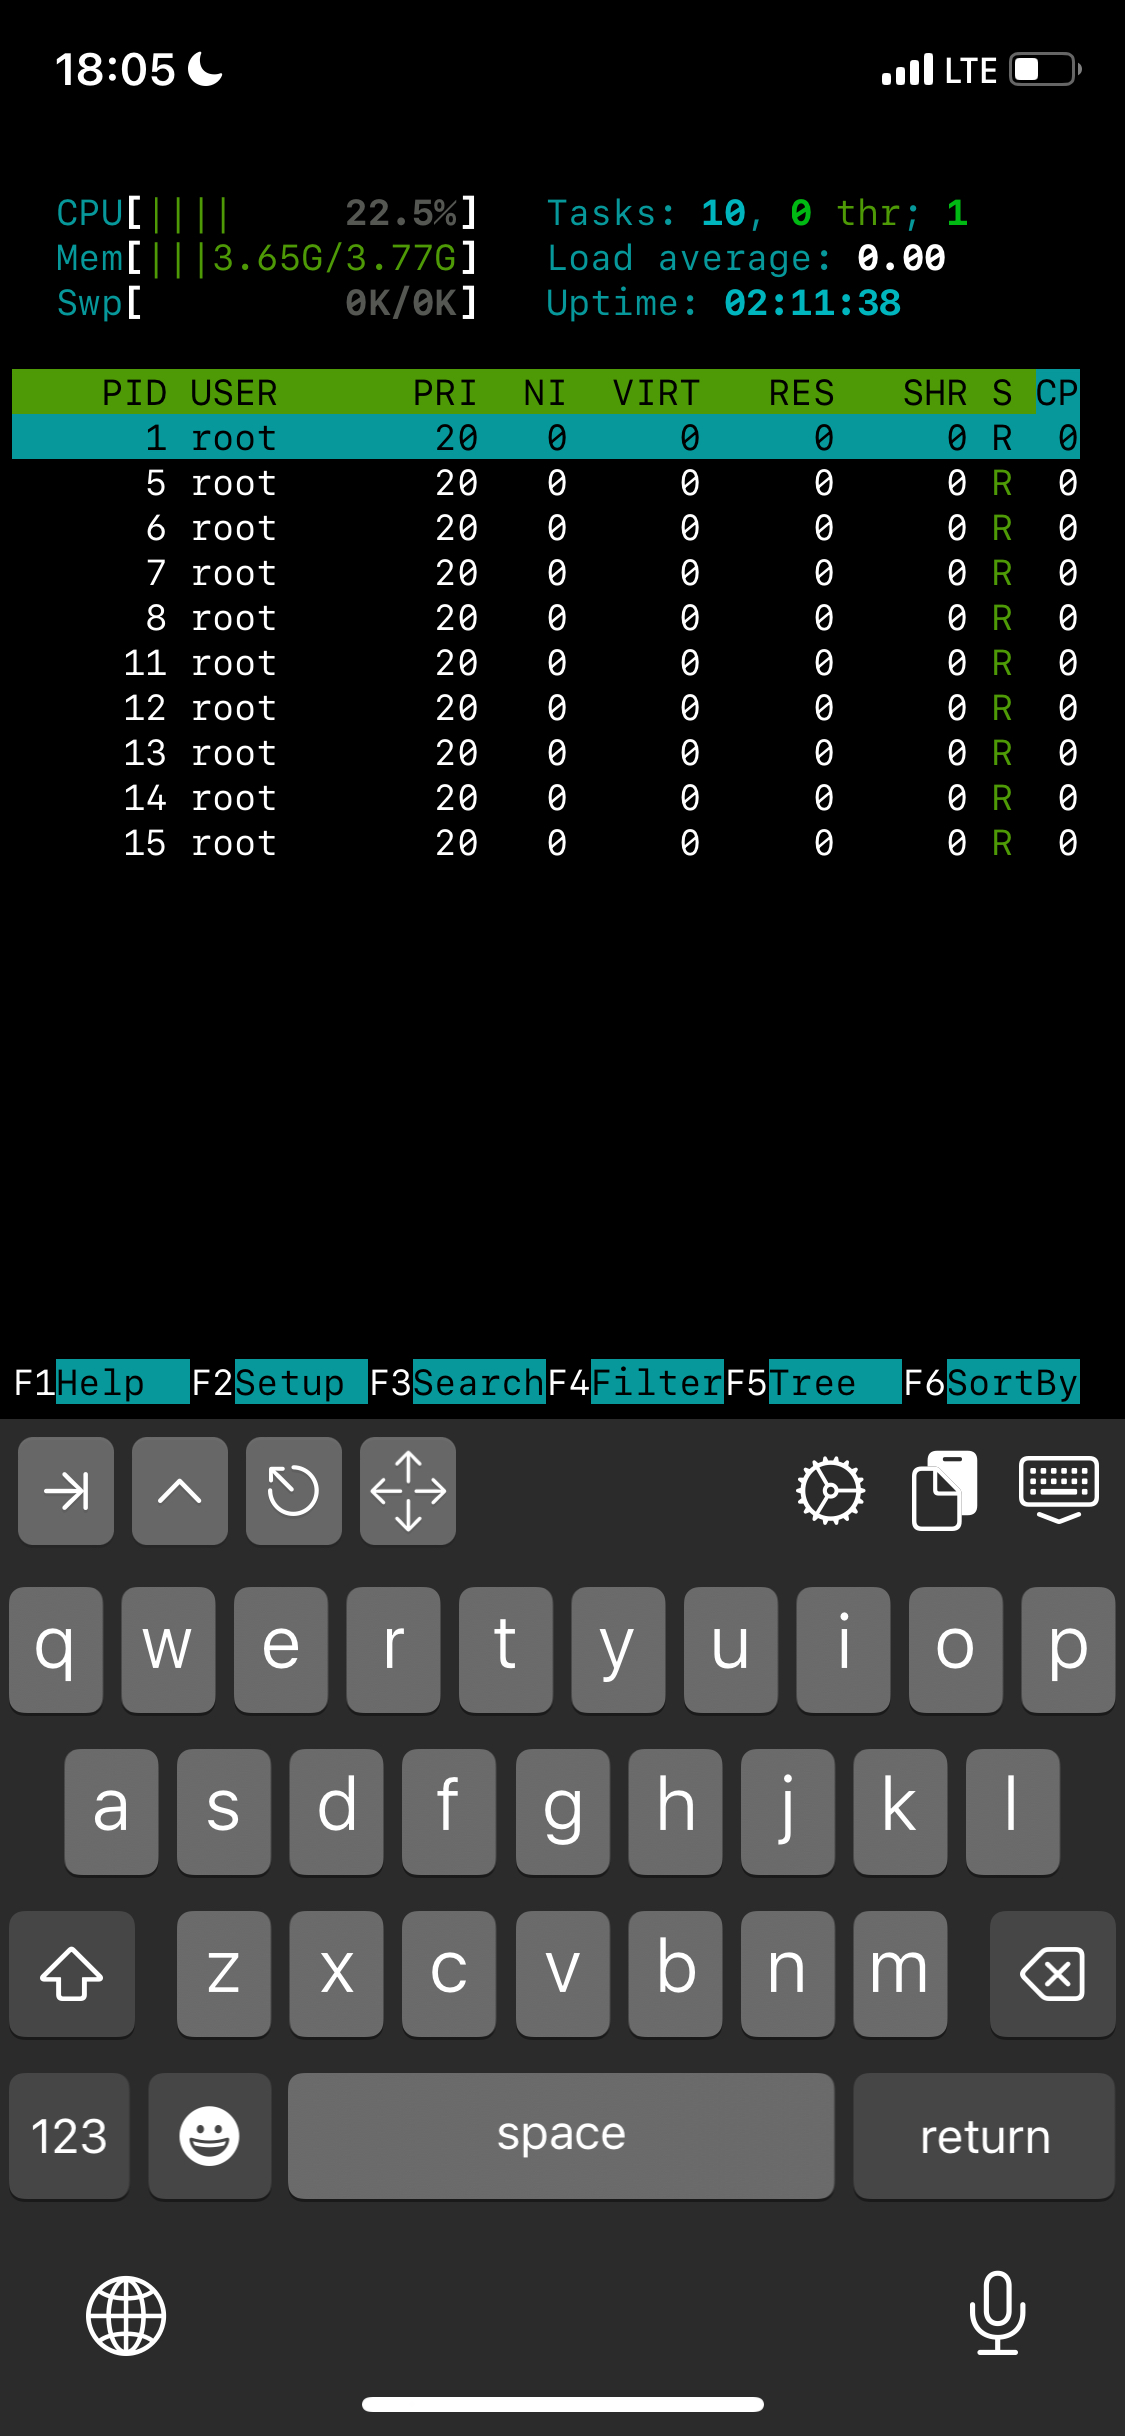 18:05 LTE
CPU[|||| 22.5%] Tasks: 10, 0 thr; 1
Mem[|||3.65G/3.77G] Load average: 0.00
Swp[ 0K/0K] Uptime: 02:11:38
PID USER PRI NI VIRT RES SHR S CP
1 root 20 0 0 0 0 R 0
5 root 20 0 0 0 0 R 0
6 root 20 0 0 0 0 R 0
7 root 20 0 0 0 0 R 0
8 root 20 0 0 0 0 R 0
11 root 20 0 0 0 0 R 0
12 root 20 0 0 0 0 R 0
13 root 20 0 0 0 0 R 0
14 root 20 0 0 0 0 R 0
15 root 20 0 0 0 0 R 0
F1Help F2Setup F3SearchF4FilterF5Tree F6SortBy
q w e r t y u i o p
a s d f g h j k l
z x c v b n m
123 space return